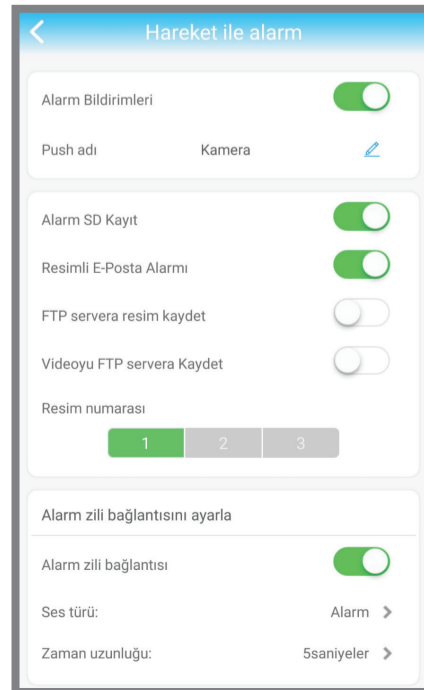 Hareket ile alarm
Alarm Bildirimleri
Push adı Kamera
Alarm SD Kayıt
Resimli E-Posta Alarmı
FTP servera resim kaydet
Videoyu FTP servera Kaydet
Resim numarası
1 2 3
Alarm zili bağlantısını ayarla
Alarm zili bağlantısı
Ses türü: Alarm
Zaman uzunluğu: 5saniyeler